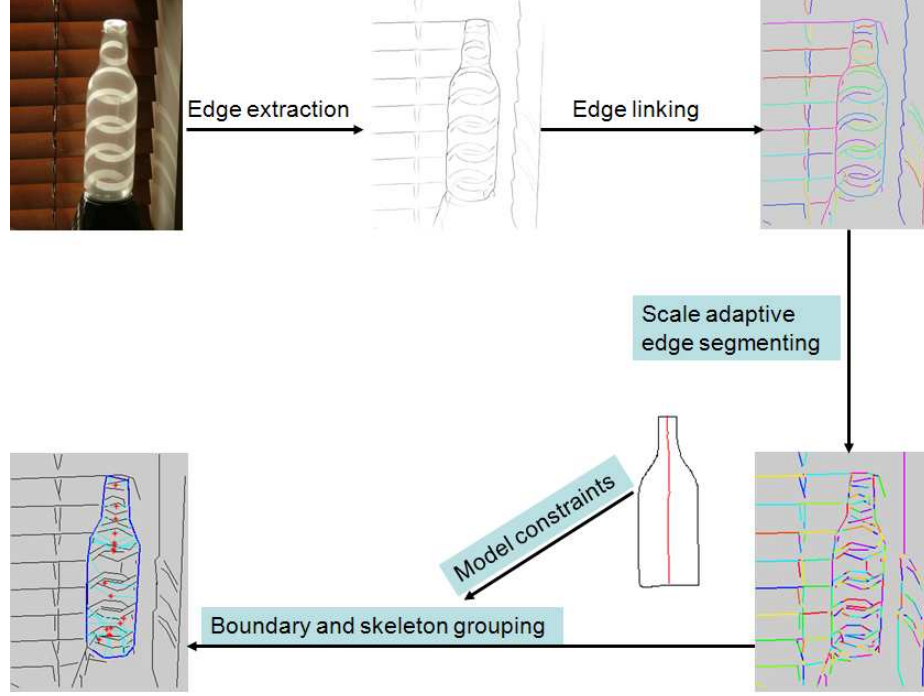 Edge extraction
Edge linking
Scale adaptive
edge segmenting
Model constraints
Boundary and skeleton grouping